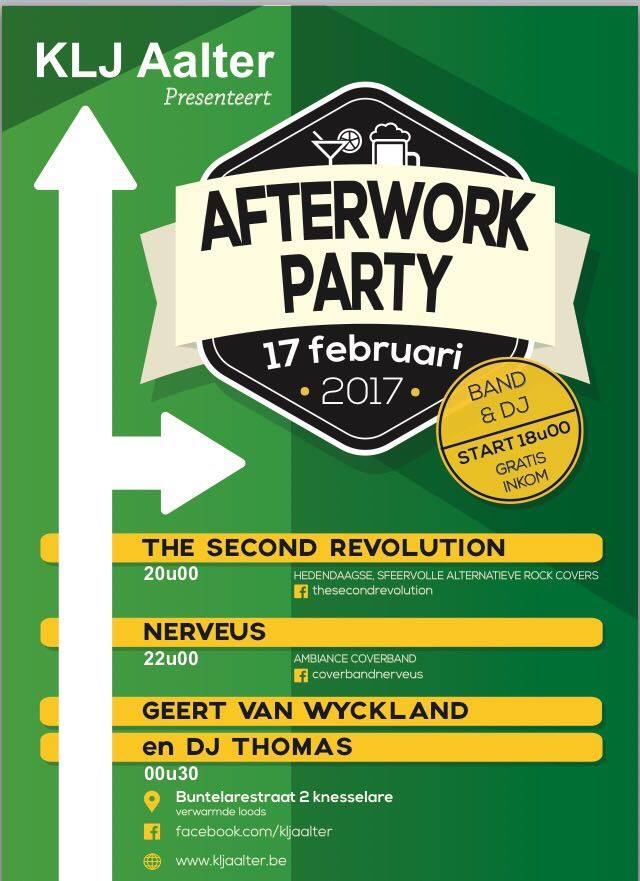 KLJ Aalter
Presenteert
AFTERWORK
PARTY
17 februari
• 2017 •
BAND
& DJ
START 18u00
GRATIS
INKOM
THE SECOND REVOLUTION
20u00
HEDENDAAGSE, SFEERVOLLE ALTERNATIEVE ROCK COVERS
thesecondrevolution
NERVEUS
22u00
AMBIANCE COVERBAND
coverbandnerveus
GEERT VAN WYCKLAND
en DJ THOMAS
00u30
Buntelarestraat 2 knesselare
verwarmde loods
facebook.com/kljaalter
www.kljaalter.be